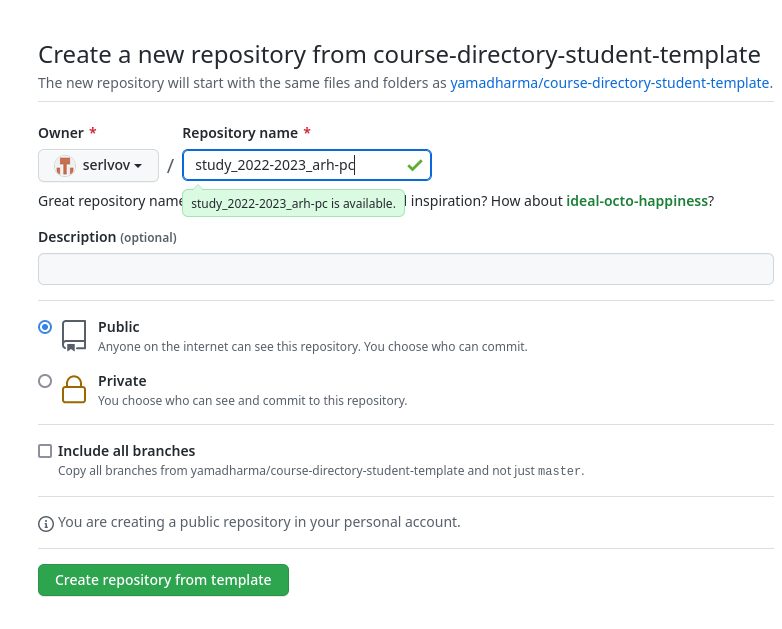 Create a new repository from course-directory-student-template
The new repository will start with the same files and folders as yamadharma/course-directory-student-template.
Owner * Repository name *
serlvov / study_2022-2023_arh-pc
Great repository name inspiration? How about ideal-octo-happiness?
study_2022-2023_arh-pc is available.
Description (optional)
Public
Anyone on the internet can see this repository. You choose who can commit.
Private
You choose who can see and commit to this repository.
Include all branches
Copy all branches from yamadharma/course-directory-student-template and not just master.
You are creating a public repository in your personal account.
Create repository from template